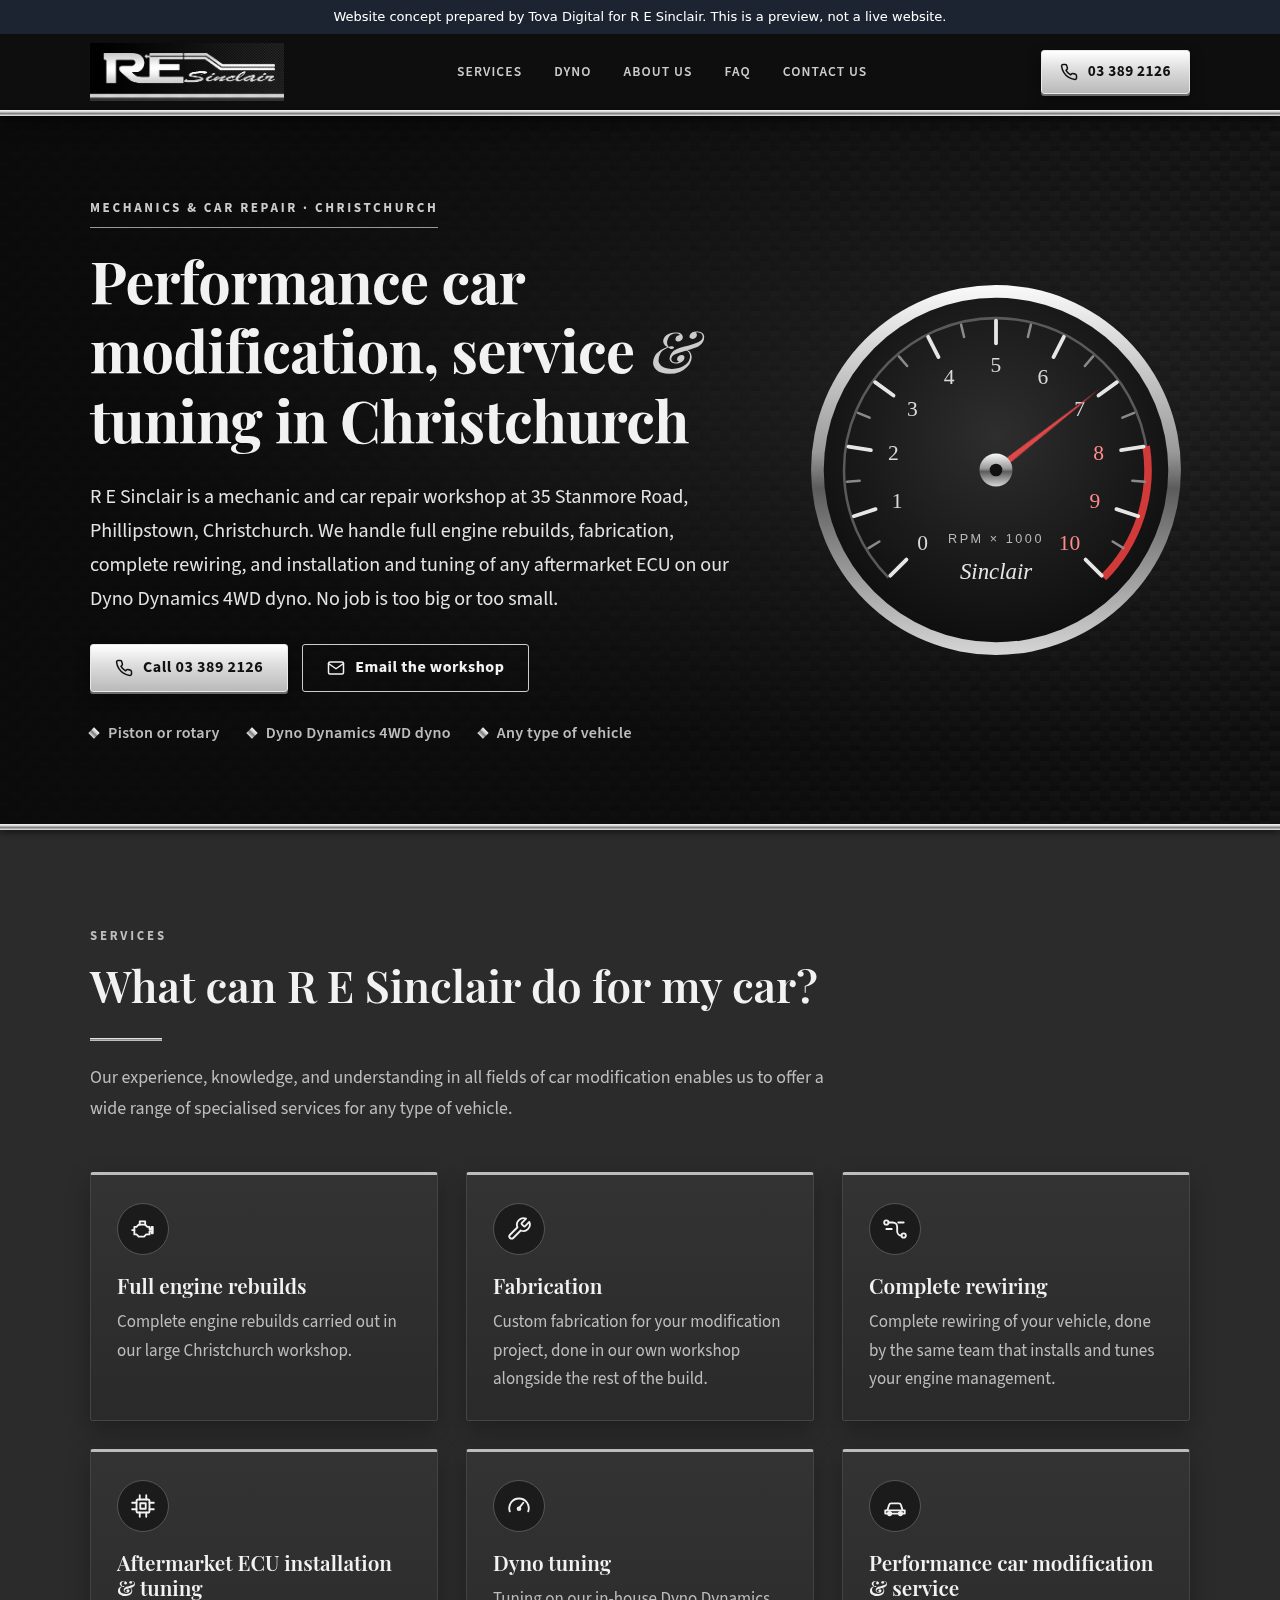 Website concept prepared by Tova Digital for R E Sinclair. This is a preview, not a live website.
RE Sinclair
SERVICES DYNO ABOUT US FAQ CONTACT US
03 389 2126
MECHANICS & CAR REPAIR · CHRISTCHURCH
Performance car
modification, service &
tuning in Christchurch
R E Sinclair is a mechanic and car repair workshop at 35 Stanmore Road,
Phillipstown, Christchurch. We handle full engine rebuilds, fabrication,
complete rewiring, and installation and tuning of any aftermarket ECU on our
Dyno Dynamics 4WD dyno. No job is too big or too small.
Call 03 389 2126
Email the workshop
Piston or rotary
Dyno Dynamics 4WD dyno
Any type of vehicle
0
1
2
3
4
5
6
7
8
9
10
RPM × 1000
Sinclair
SERVICES
What can R E Sinclair do for my car?
Our experience, knowledge, and understanding in all fields of car modification enables us to offer a
wide range of specialised services for any type of vehicle.
Full engine rebuilds
Complete engine rebuilds carried out in
our large Christchurch workshop.
Fabrication
Custom fabrication for your modification
project, done in our own workshop
alongside the rest of the build.
Complete rewiring
Complete rewiring of your vehicle, done
by the same team that installs and tunes
your engine management.
Aftermarket ECU installation
& tuning
Dyno tuning
Tuning on our in-house Dyno Dynamics
Performance car modification
& service